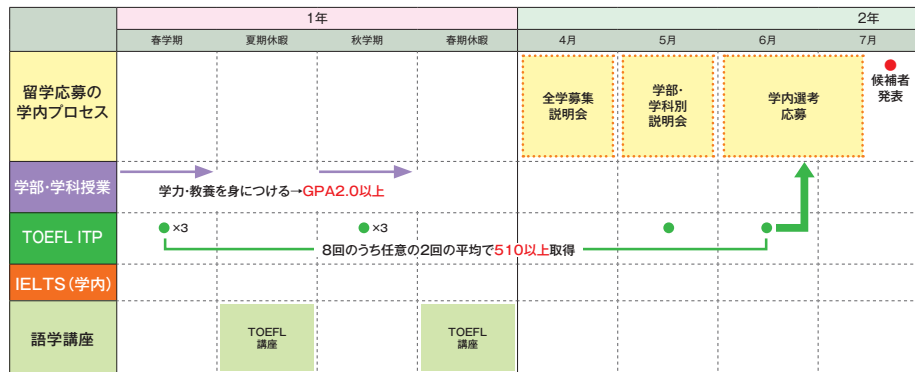 1年
2年
春学期
夏期休暇
秋学期
春期休暇
4月
5月
6月
7月
留学応募の
学内プロセス
全学募集
説明会
学部・
学科別
説明会
学内選考
応募
候補者
発表
学部・学科授業
学力・教養を身につける→GPA2.0以上
TOEFL ITP
×3
×3
8回のうち任意の2回の平均で510以上取得
IELTS（学内）
語学講座
TOEFL
講座
TOEFL
講座